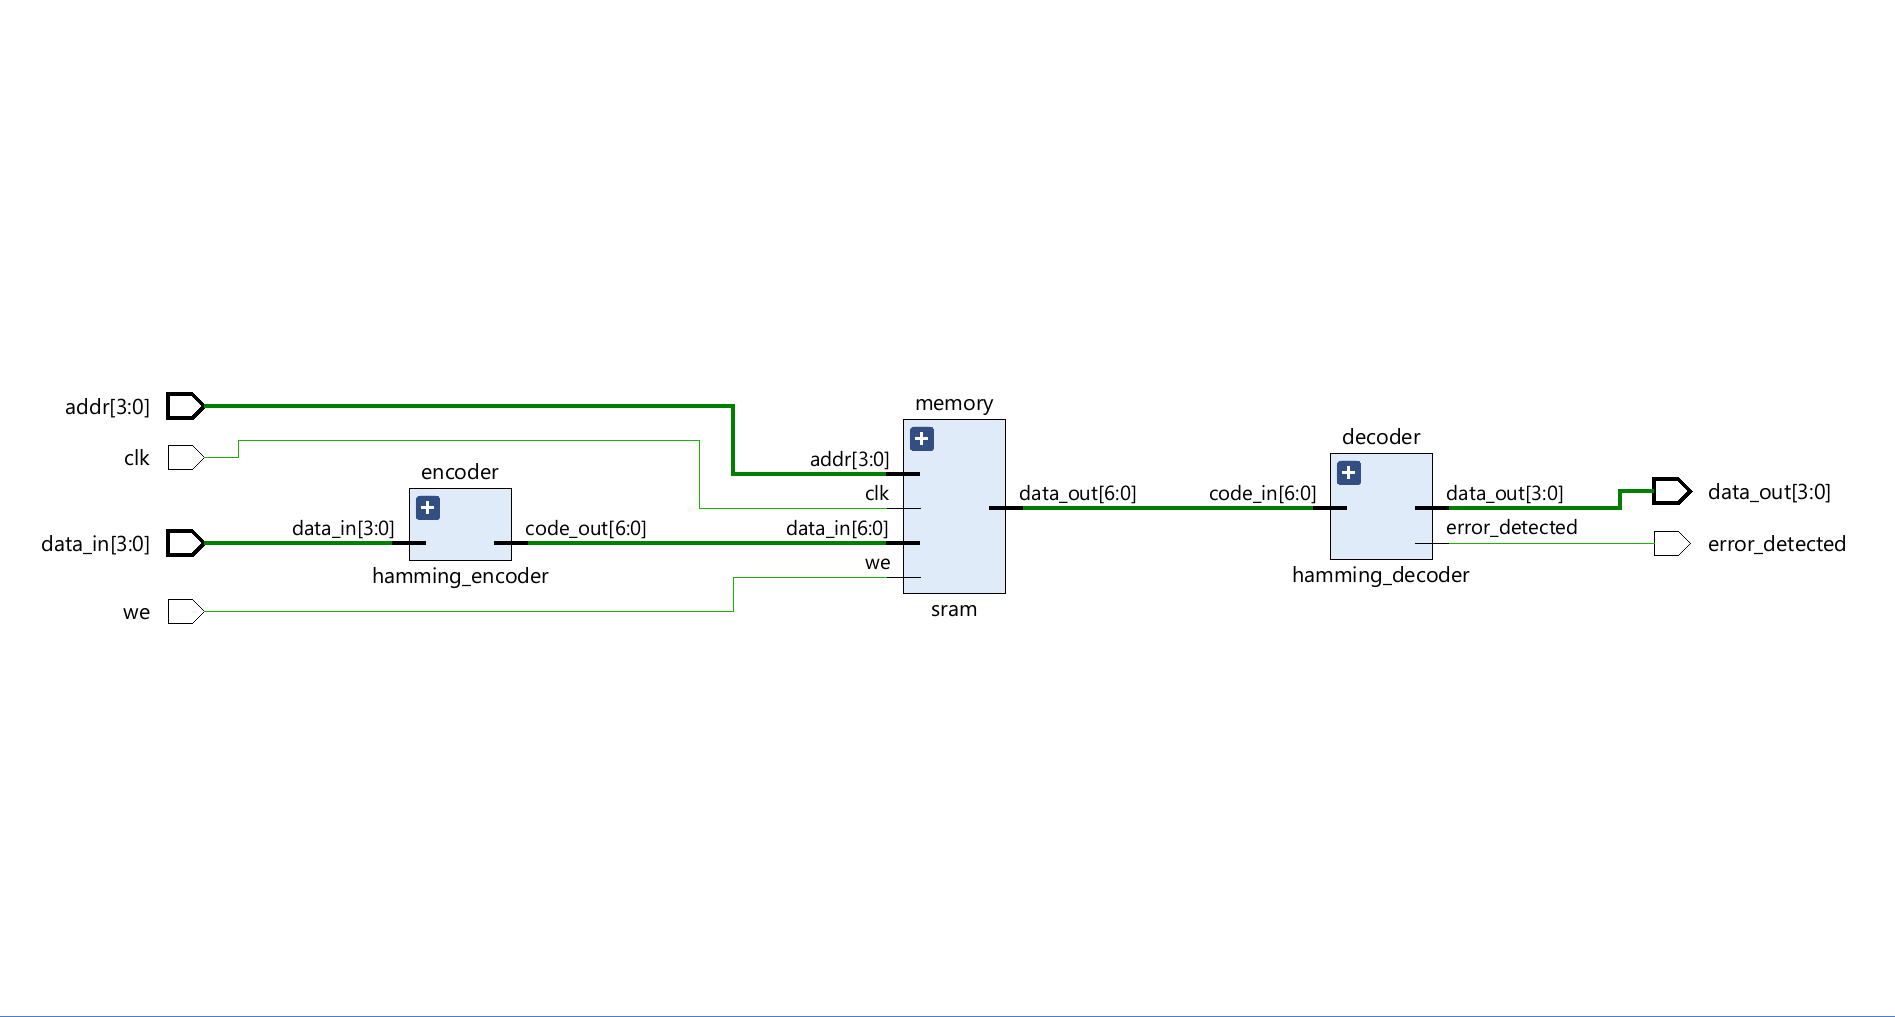 addr[3:0]
clk
data_in[3:0]
we
encoder
data_in[3:0]
code_out[6:0]
hamming_encoder
memory
addr[3:0]
clk
data_in[6:0]
we
data_out[6:0]
sram
decoder
code_in[6:0]
data_out[3:0]
error_detected
hamming_decoder
data_out[3:0]
error_detected